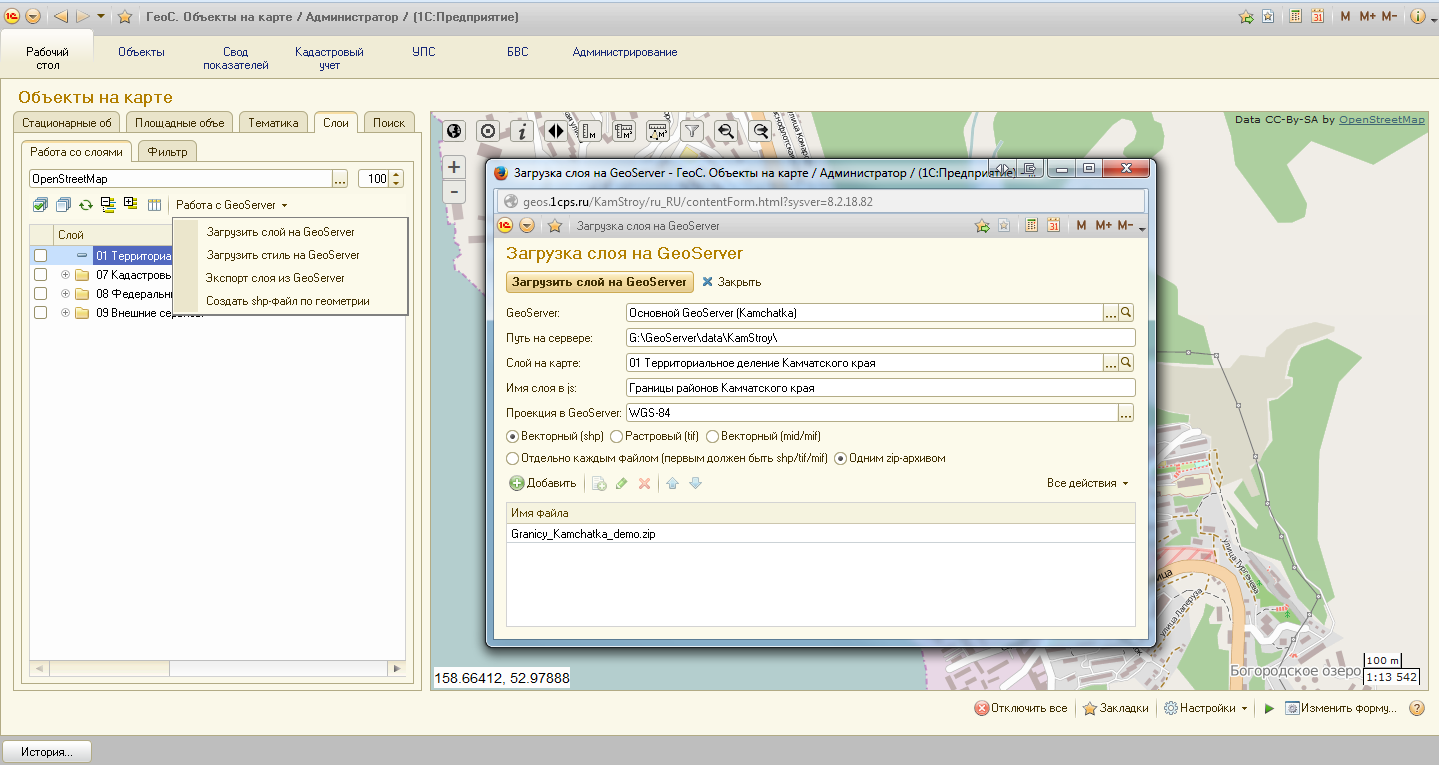 ГеоС. Объекты на карте / Администратор / (1С:Предприятие)
M M+ M-
Рабочий стол
Объекты
Свод показателей
Кадастровый учет
УПС
БВС
Администрирование
Объекты на карте
Стационарные об
Площадные объе
Тематика
Слои
Поиск
Работа со слоями
Фильтр
OpenStreetMap
...
100
Работа с GeoServer
Загрузить слой на GeoServer
Загрузить стиль на GeoServer
Экспорт слоя из GeoServer
Создать shp-файл по геометрии
Слой
01 Территориа
07 Кадастровь
08 Федеральн
09 Внешние сервисы
Data CC-By-SA by OpenStreetMap
Загрузка слоя на GeoServer - ГеоС. Объекты на карте / Администратор / (1С:Предприятие)
geos.1cps.ru/KamStroy/ru_RU/contentForm.html?sysver=8.2.18.82
Загрузка слоя на GeoServer
M M+ M-
Загрузка слоя на GeoServer
Загрузить слой на GeoServer
Закрыть
GeoServer:
Основной GeoServer (Kamchatka)
...
Путь на сервере:
G:\GeoServer\data\KamStroy\
Слой на карте:
01 Территориальное деление Камчатского края
...
Имя слоя в js:
Границы районов Камчатского края
Проекция в GeoServer:
WGS-84
...
Векторный (shp)
Растровый (tif)
Векторный (mid/mif)
Отдельно каждым файлом (первым должен быть shp/tif/mif)
Одним zip-архивом
Добавить
Все действия
Имя файла
Granicy_Kamchatka_demo.zip
улица Тургенева
улица Лаперуза
Богородское озеро
100 m
1:13 542
158.66412, 52.97888
Отключить все
Закладки
Настройки
Изменить форму...
История...